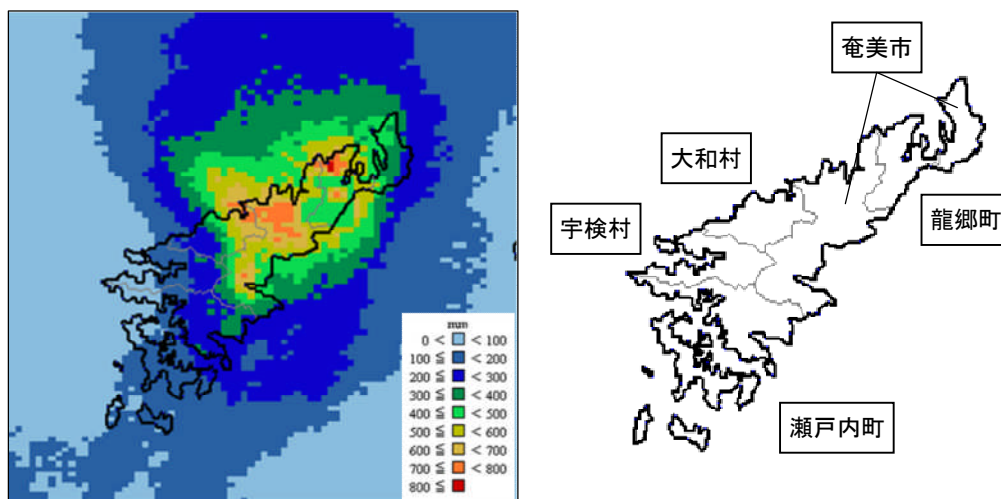 mm
0 < < 100
100 ≦ < 200
200 ≦ < 300
300 ≦ < 400
400 ≦ < 500
500 ≦ < 600
600 ≦ < 700
700 ≦ < 800
800 ≦
奄美市
大和村
宇検村
龍郷町
瀬戸内町